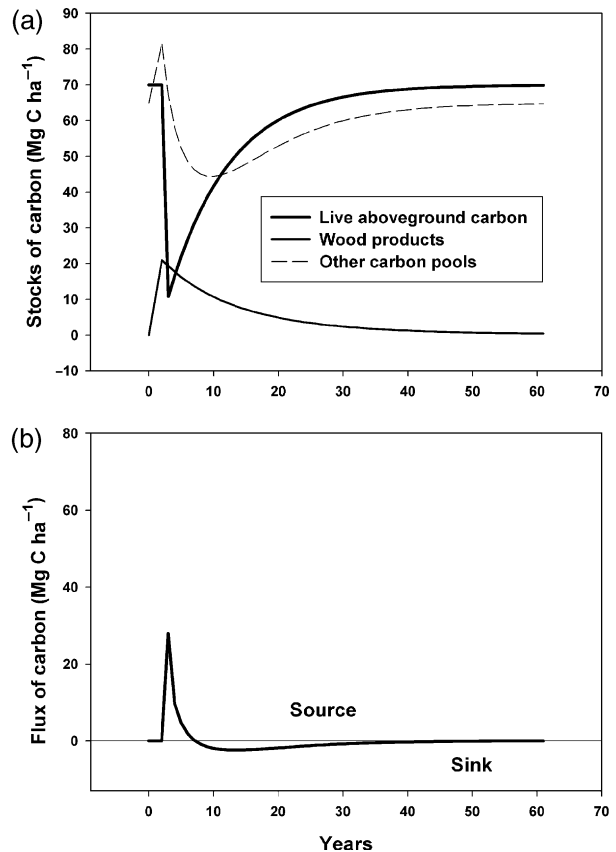 (a)
90
80
70
60
50
40
30
20
10
0
−10
Stocks of carbon (Mg C ha−1)
Live aboveground carbon
Wood products
Other carbon pools
0 10 20 30 40 50 60 70
(b)
80
60
40
20
0
Flux of carbon (Mg C ha−1)
Source
Sink
0 10 20 30 40 50 60 70
Years